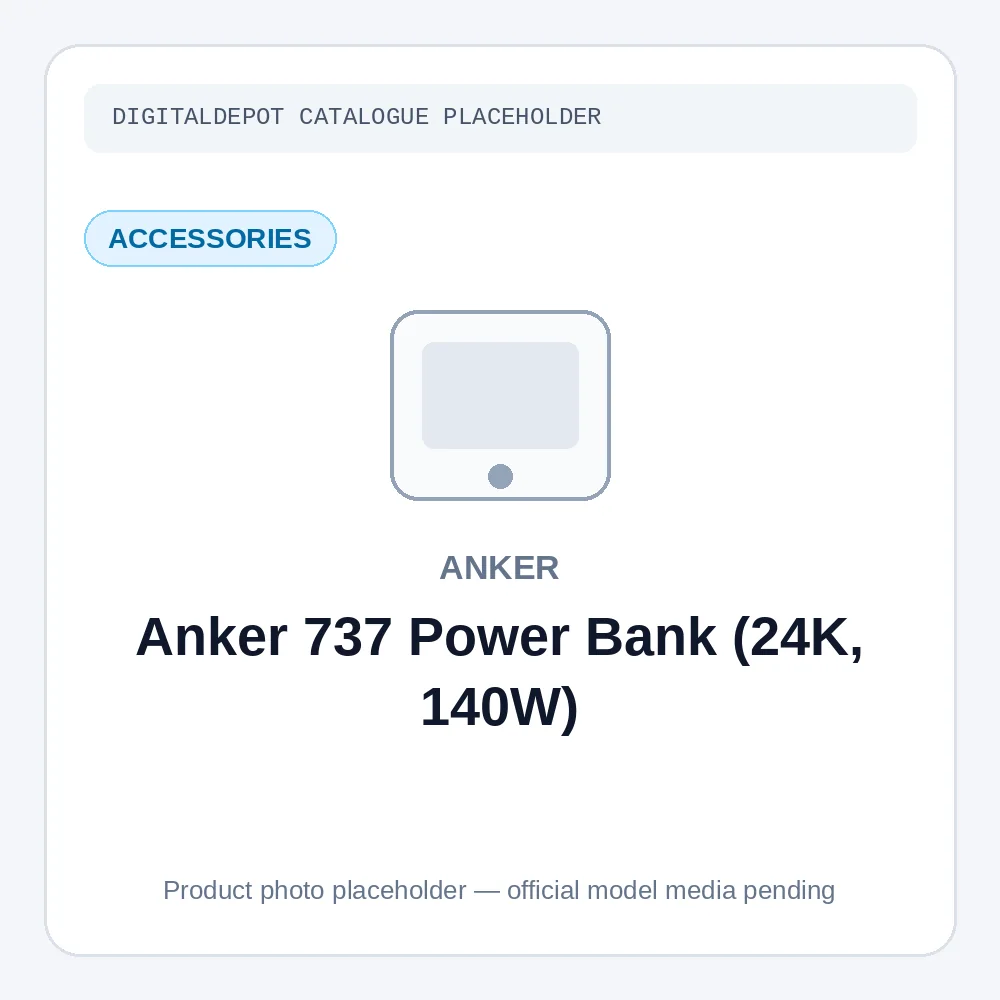 DIGITALDEPOT CATALOGUE PLACEHOLDER
ACCESSORIES
ANKER
Anker 737 Power Bank (24K,
140W)
Product photo placeholder — official model media pending